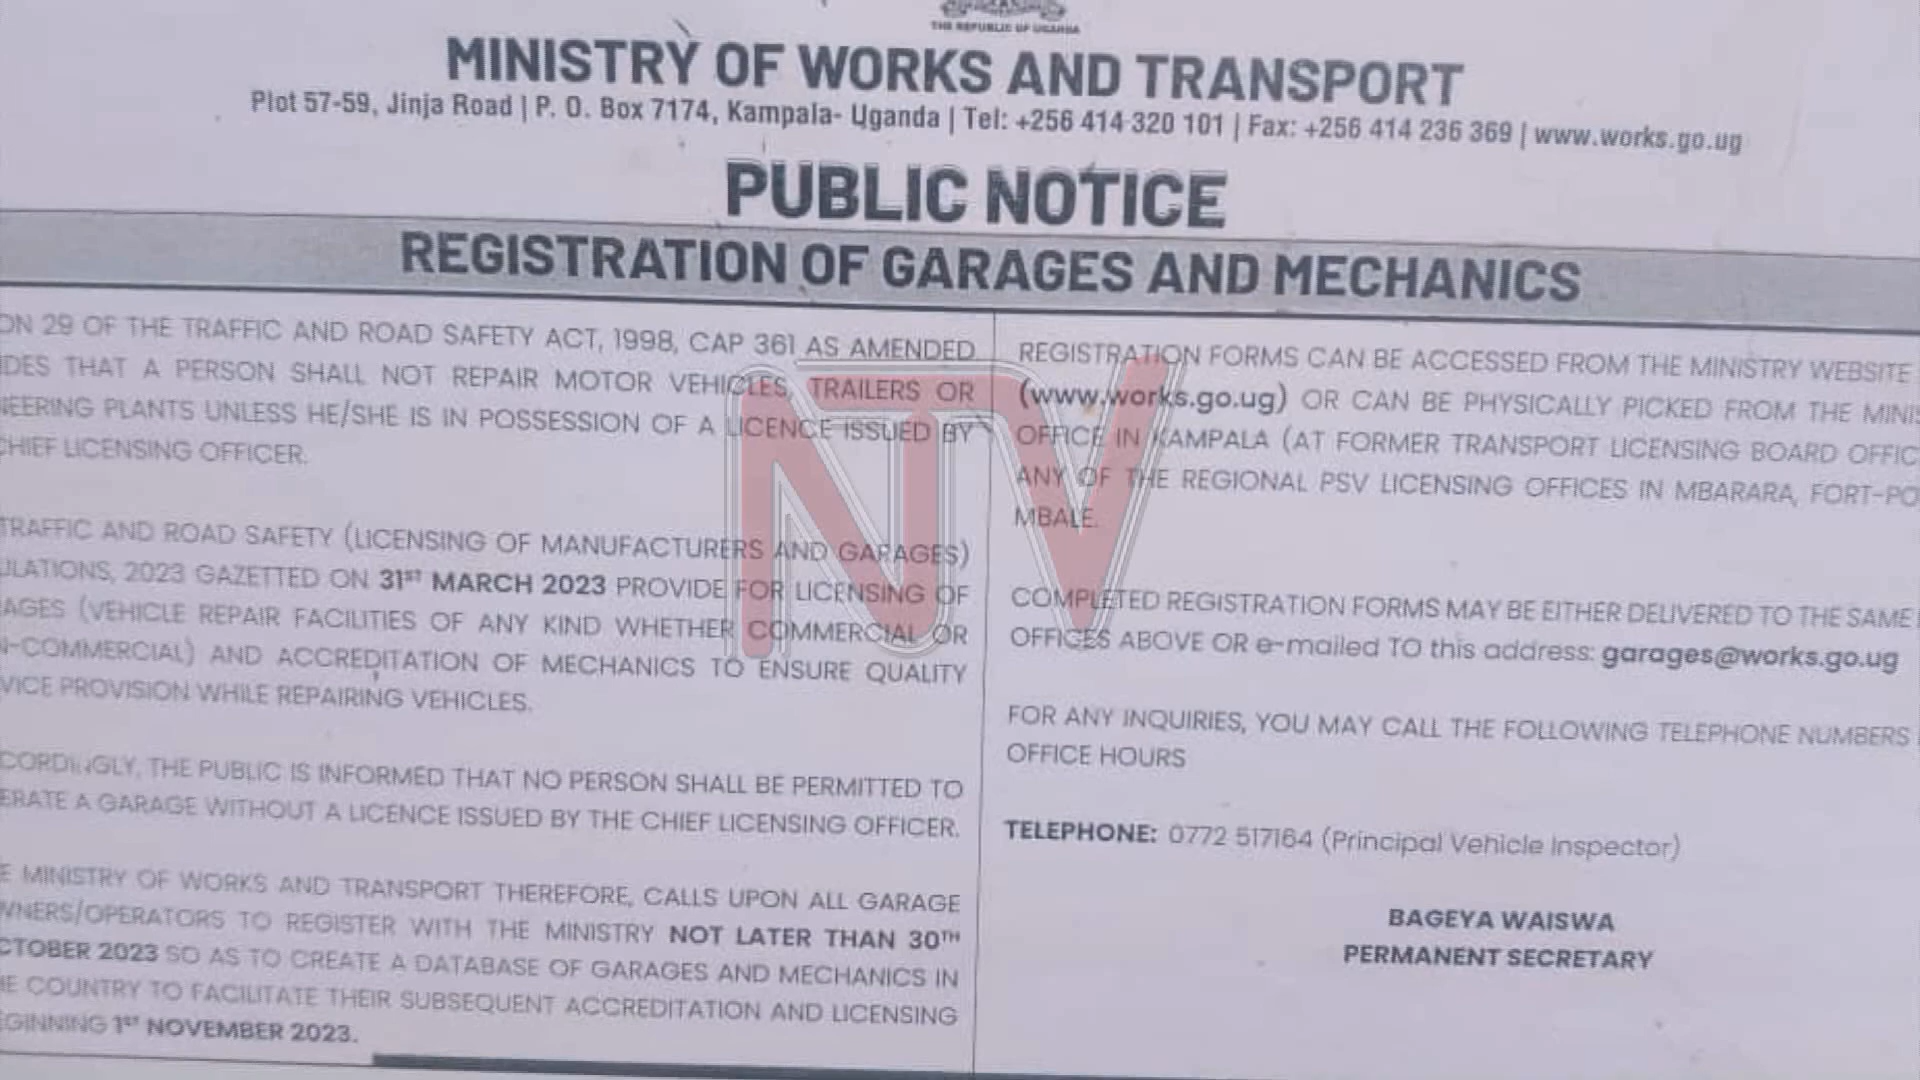 THE REPUBLIC OF UGANDA
MINISTRY OF WORKS AND TRANSPORT
Plot 57-59, Jinja Road | P. O. Box 7174, Kampala- Uganda | Tel: +256 414 320 101 | Fax: +256 414 236 369 | www.works.go.ug
PUBLIC NOTICE
REGISTRATION OF GARAGES AND MECHANICS
ON 29 OF THE TRAFFIC AND ROAD SAFETY ACT, 1998, CAP 361 AS AMENDED
DES THAT A PERSON SHALL NOT REPAIR MOTOR VEHICLES, TRAILERS OR
NEERING PLANTS UNLESS HE/SHE IS IN POSSESSION OF A LICENCE ISSUED BY
CHIEF LICENSING OFFICER.
TRAFFIC AND ROAD SAFETY (LICENSING OF MANUFACTURERS AND GARAGES)
ULATIONS, 2023 GAZETTED ON 31ST MARCH 2023 PROVIDE FOR LICENSING OF
AGES (VEHICLE REPAIR FACILITIES OF ANY KIND WHETHER COMMERCIAL OR
N-COMMERCIAL) AND ACCREDITATION OF MECHANICS TO ENSURE QUALITY
VICE PROVISION WHILE REPAIRING VEHICLES.
CORDINGLY, THE PUBLIC IS INFORMED THAT NO PERSON SHALL BE PERMITTED TO
ERATE A GARAGE WITHOUT A LICENCE ISSUED BY THE CHIEF LICENSING OFFICER.
E MINISTRY OF WORKS AND TRANSPORT THEREFORE, CALLS UPON ALL GARAGE
WNERS/OPERATORS TO REGISTER WITH THE MINISTRY NOT LATER THAN 30TH
CTOBER 2023 SO AS TO CREATE A DATABASE OF GARAGES AND MECHANICS IN
HE COUNTRY TO FACILITATE THEIR SUBSEQUENT ACCREDITATION AND LICENSING
EGINNING 1ST NOVEMBER 2023.
REGISTRATION FORMS CAN BE ACCESSED FROM THE MINISTRY WEBSITE
(www.works.go.ug) OR CAN BE PHYSICALLY PICKED FROM THE MINIS
OFFICE IN KAMPALA (AT FORMER TRANSPORT LICENSING BOARD OFFIC
ANY OF THE REGIONAL PSV LICENSING OFFICES IN MBARARA, FORT-PO
MBALE.
COMPLETED REGISTRATION FORMS MAY BE EITHER DELIVERED TO THE SAME
OFFICES ABOVE OR e-mailed TO this address: garages@works.go.ug
FOR ANY INQUIRIES, YOU MAY CALL THE FOLLOWING TELEPHONE NUMBERS
OFFICE HOURS
TELEPHONE: 0772 517164 (Principal Vehicle Inspector)
BAGEYA WAISWA
PERMANENT SECRETARY
NTV